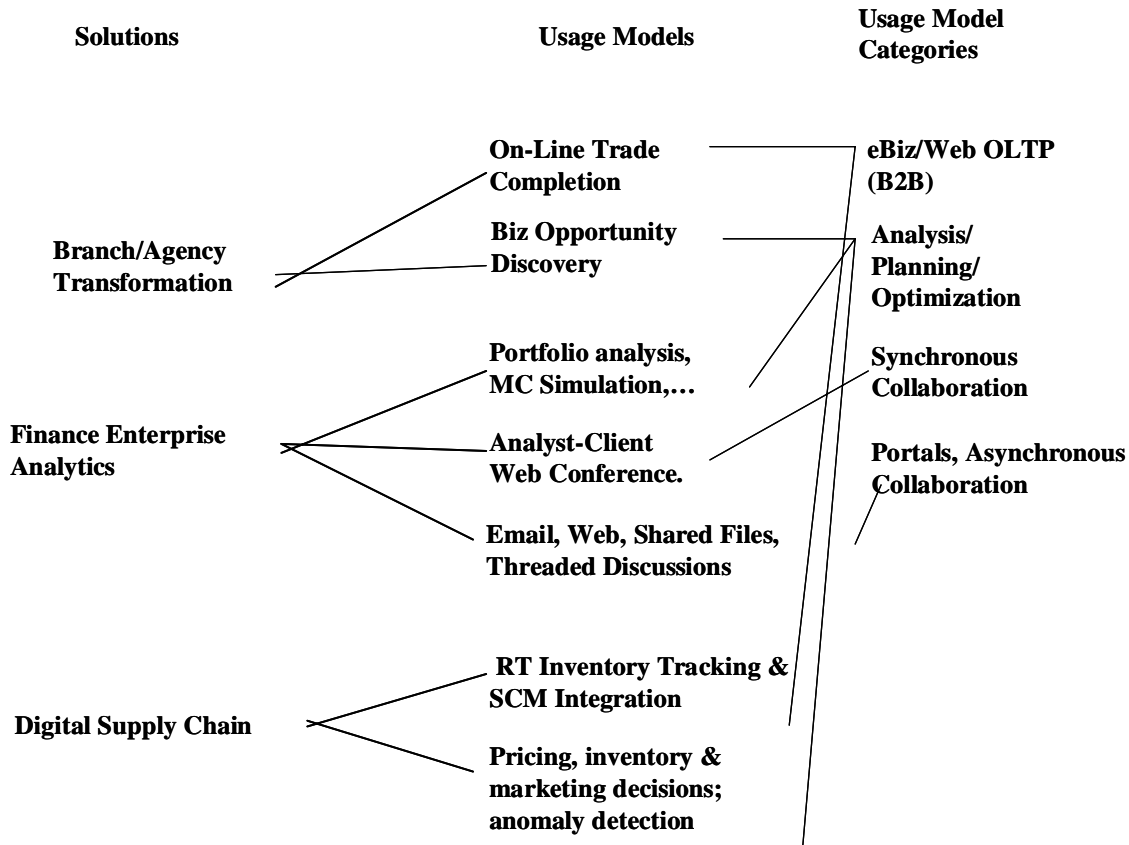 Solutions
Usage Models
Usage Model
Categories
On-Line Trade
Completion
eBiz/Web OLTP
(B2B)
Branch/Agency
Transformation
Biz Opportunity
Discovery
Analysis/
Planning/
Optimization
Portfolio analysis,
MC Simulation,…
Synchronous
Collaboration
Finance Enterprise
Analytics
Analyst-Client
Web Conference.
Portals, Asynchronous
Collaboration
Email, Web, Shared Files,
Threaded Discussions
RT Inventory Tracking &
SCM Integration
Digital Supply Chain
Pricing, inventory &
marketing decisions;
anomaly detection